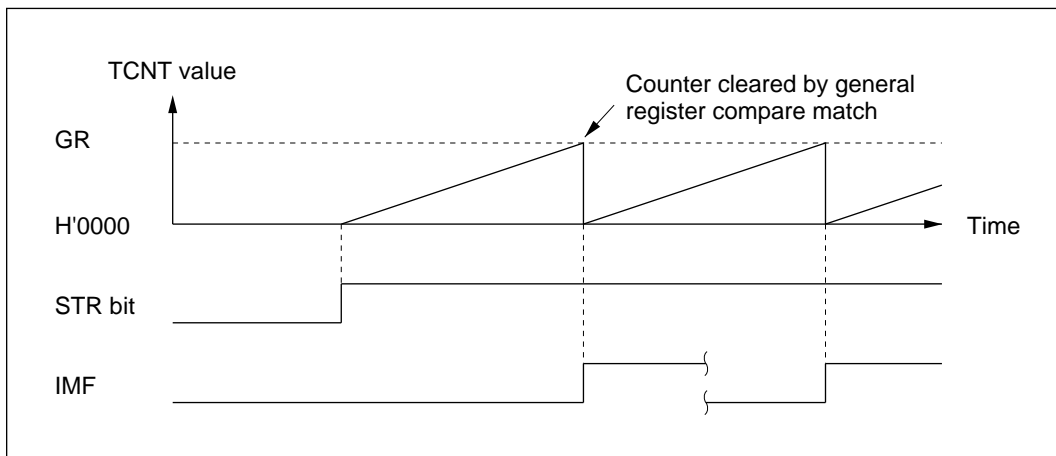 TCNT value
Counter cleared by general
register compare match
GR
H'0000
Time
STR bit
IMF